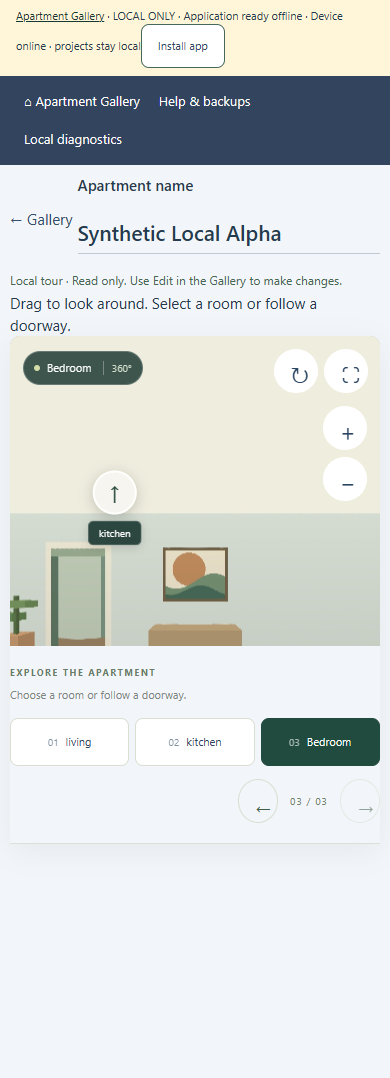 Apartment Gallery · LOCAL ONLY · Application ready offline · Device
online · projects stay local Install app
⌂ Apartment Gallery Help & backups
Local diagnostics
Apartment name
← Gallery
Synthetic Local Alpha
Local tour · Read only. Use Edit in the Gallery to make changes.
Drag to look around. Select a room or follow a
doorway.
Bedroom 360°
↻ ⛶
+
−
↑
kitchen
EXPLORE THE APARTMENT
Choose a room or follow a doorway.
01 living 02 kitchen 03 Bedroom
← 03 / 03 →